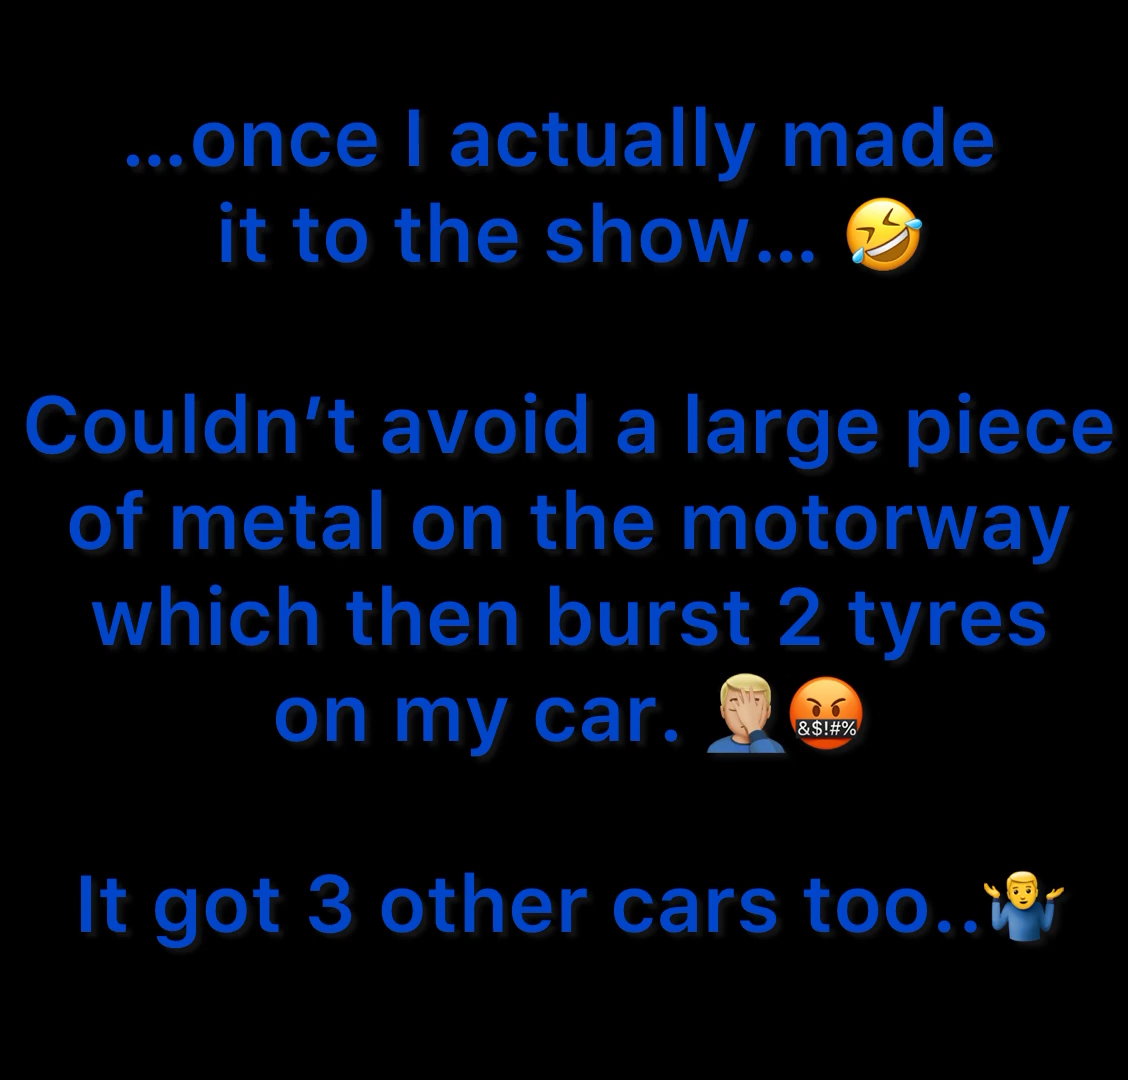 ...once I actually made
it to the show... 🤣
Couldn’t avoid a large piece
of metal on the motorway
which then burst 2 tyres
on my car. 🤦🏼‍♂️🤬
It got 3 other cars too..🤷‍♂️